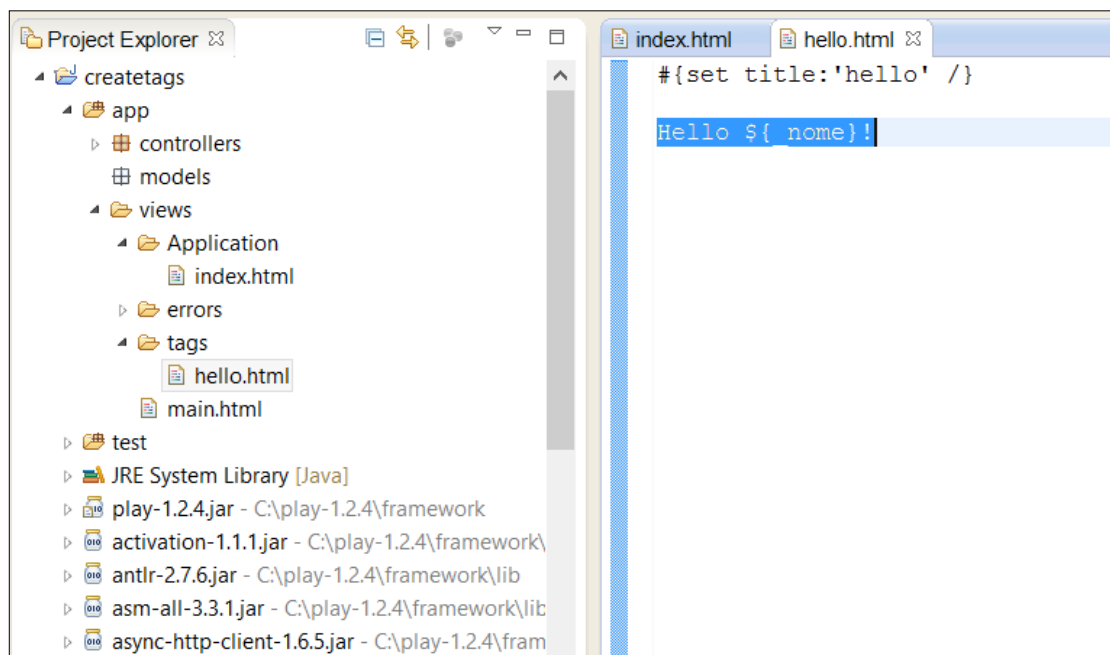 Project Explorer
createtags
app
controllers
models
views
Application
index.html
errors
tags
hello.html
main.html
test
JRE System Library [Java]
play-1.2.4.jar - C:\play-1.2.4\framework
activation-1.1.1.jar - C:\play-1.2.4\framework\
antlr-2.7.6.jar - C:\play-1.2.4\framework\lib
asm-all-3.3.1.jar - C:\play-1.2.4\framework\lib
async-http-client-1.6.5.jar - C:\play-1.2.4\fram
index.html
hello.html
#{set title:'hello' /}
Hello ${_nome}!